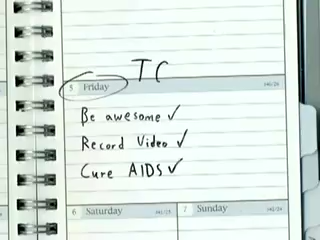 TC
5 Friday
Be awesome ✓
Record Video ✓
Cure AIDS ✓
6 Saturday
7 Sunday